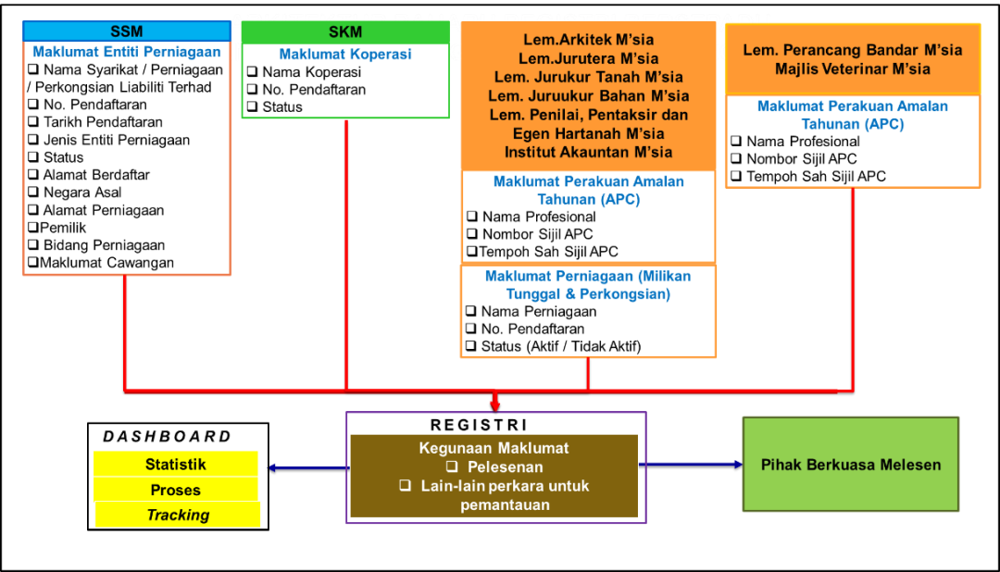 SSM
Maklumat Entiti Perniagaan
❑ Nama Syarikat / Perniagaan
/ Perkongsian Liabiliti Terhad
❑ No. Pendaftaran
❑ Tarikh Pendaftaran
❑ Jenis Entiti Perniagaan
❑ Status
❑ Alamat Berdaftar
❑ Negara Asal
❑ Alamat Perniagaan
❑Pemilik
❑ Bidang Perniagaan
❑Maklumat Cawangan
SKM
Maklumat Koperasi
❑ Nama Koperasi
❑ No. Pendaftaran
❑ Status
Lem.Arkitek M'sia
Lem.Jurutera M'sia
Lem. Jurukur Tanah M'sia
Lem. Juruukur Bahan M'sia
Lem. Penilai, Pentaksir dan
Egen Hartanah M'sia
Institut Akauntan M'sia
Maklumat Perakuan Amalan
Tahunan (APC)
❑ Nama Profesional
❑ Nombor Sijil APC
❑Tempoh Sah Sijil APC
Maklumat Perniagaan (Milikan
Tunggal & Perkongsian)
❑ Nama Perniagaan
❑ No. Pendaftaran
❑ Status (Aktif / Tidak Aktif)
Lem. Perancang Bandar M'sia
Majlis Veterinar M'sia
Maklumat Perakuan Amalan
Tahunan (APC)
❑ Nama Profesional
❑ Nombor Sijil APC
❑ Tempoh Sah Sijil APC
DASHBOARD
Statistik
Proses
Tracking
REGISTRI
Kegunaan Maklumat
❑ Pelesenan
❑ Lain-lain perkara untuk
pemantauan
Pihak Berkuasa Melesen